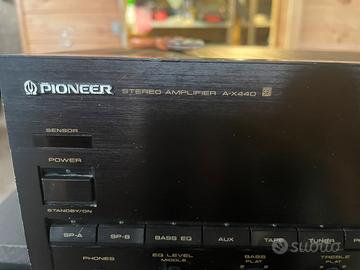 PIONEER STEREO AMPLIFIER A-X440
SENSOR
POWER
STANDBY/ON
SP-A SP-B BASS EQ AUX TAPE TUNER
PHONES EQ LEVEL BASS TREBLE
MIDDLE FLAT FLAT
subito